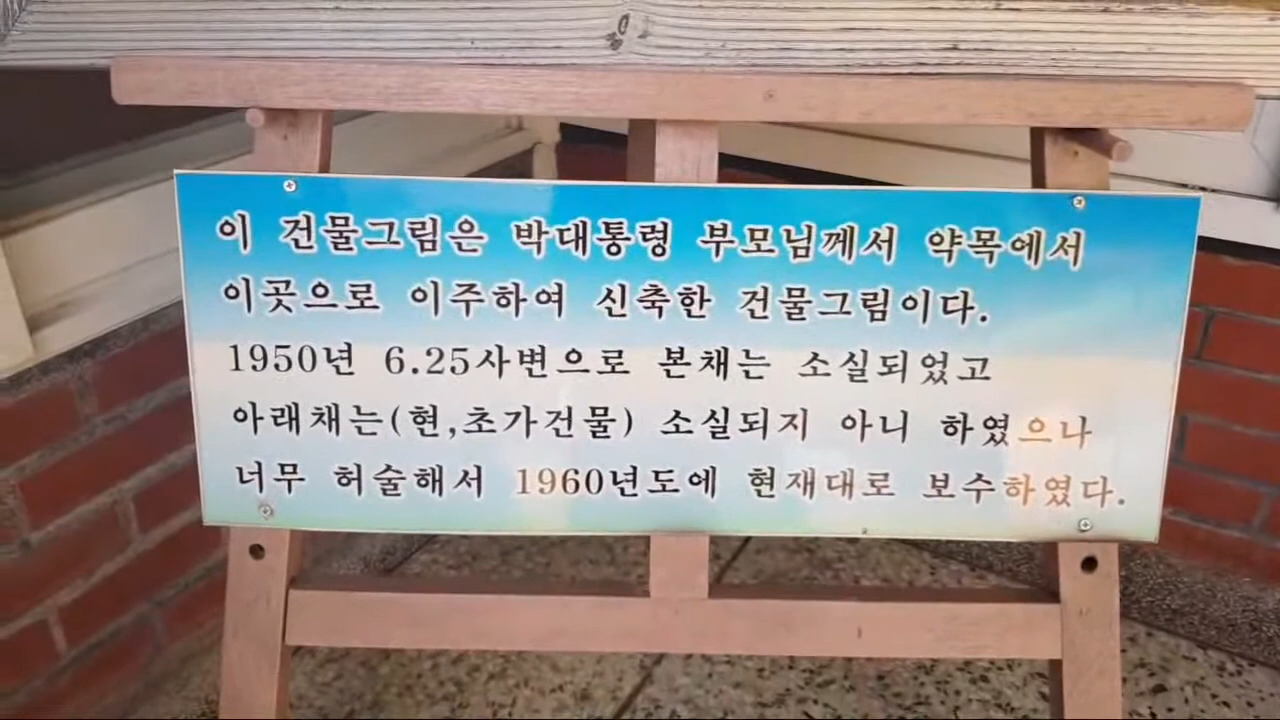 이 건물그림은 박대통령 부모님께서 약목에서
이곳으로 이주하여 신축한 건물그림이다.
1950년 6.25사변으로 본채는 소실되었고
아래채는(현,초가건물) 소실되지 아니 하였으나
너무 허술해서 1960년도에 현재대로 보수하였다.